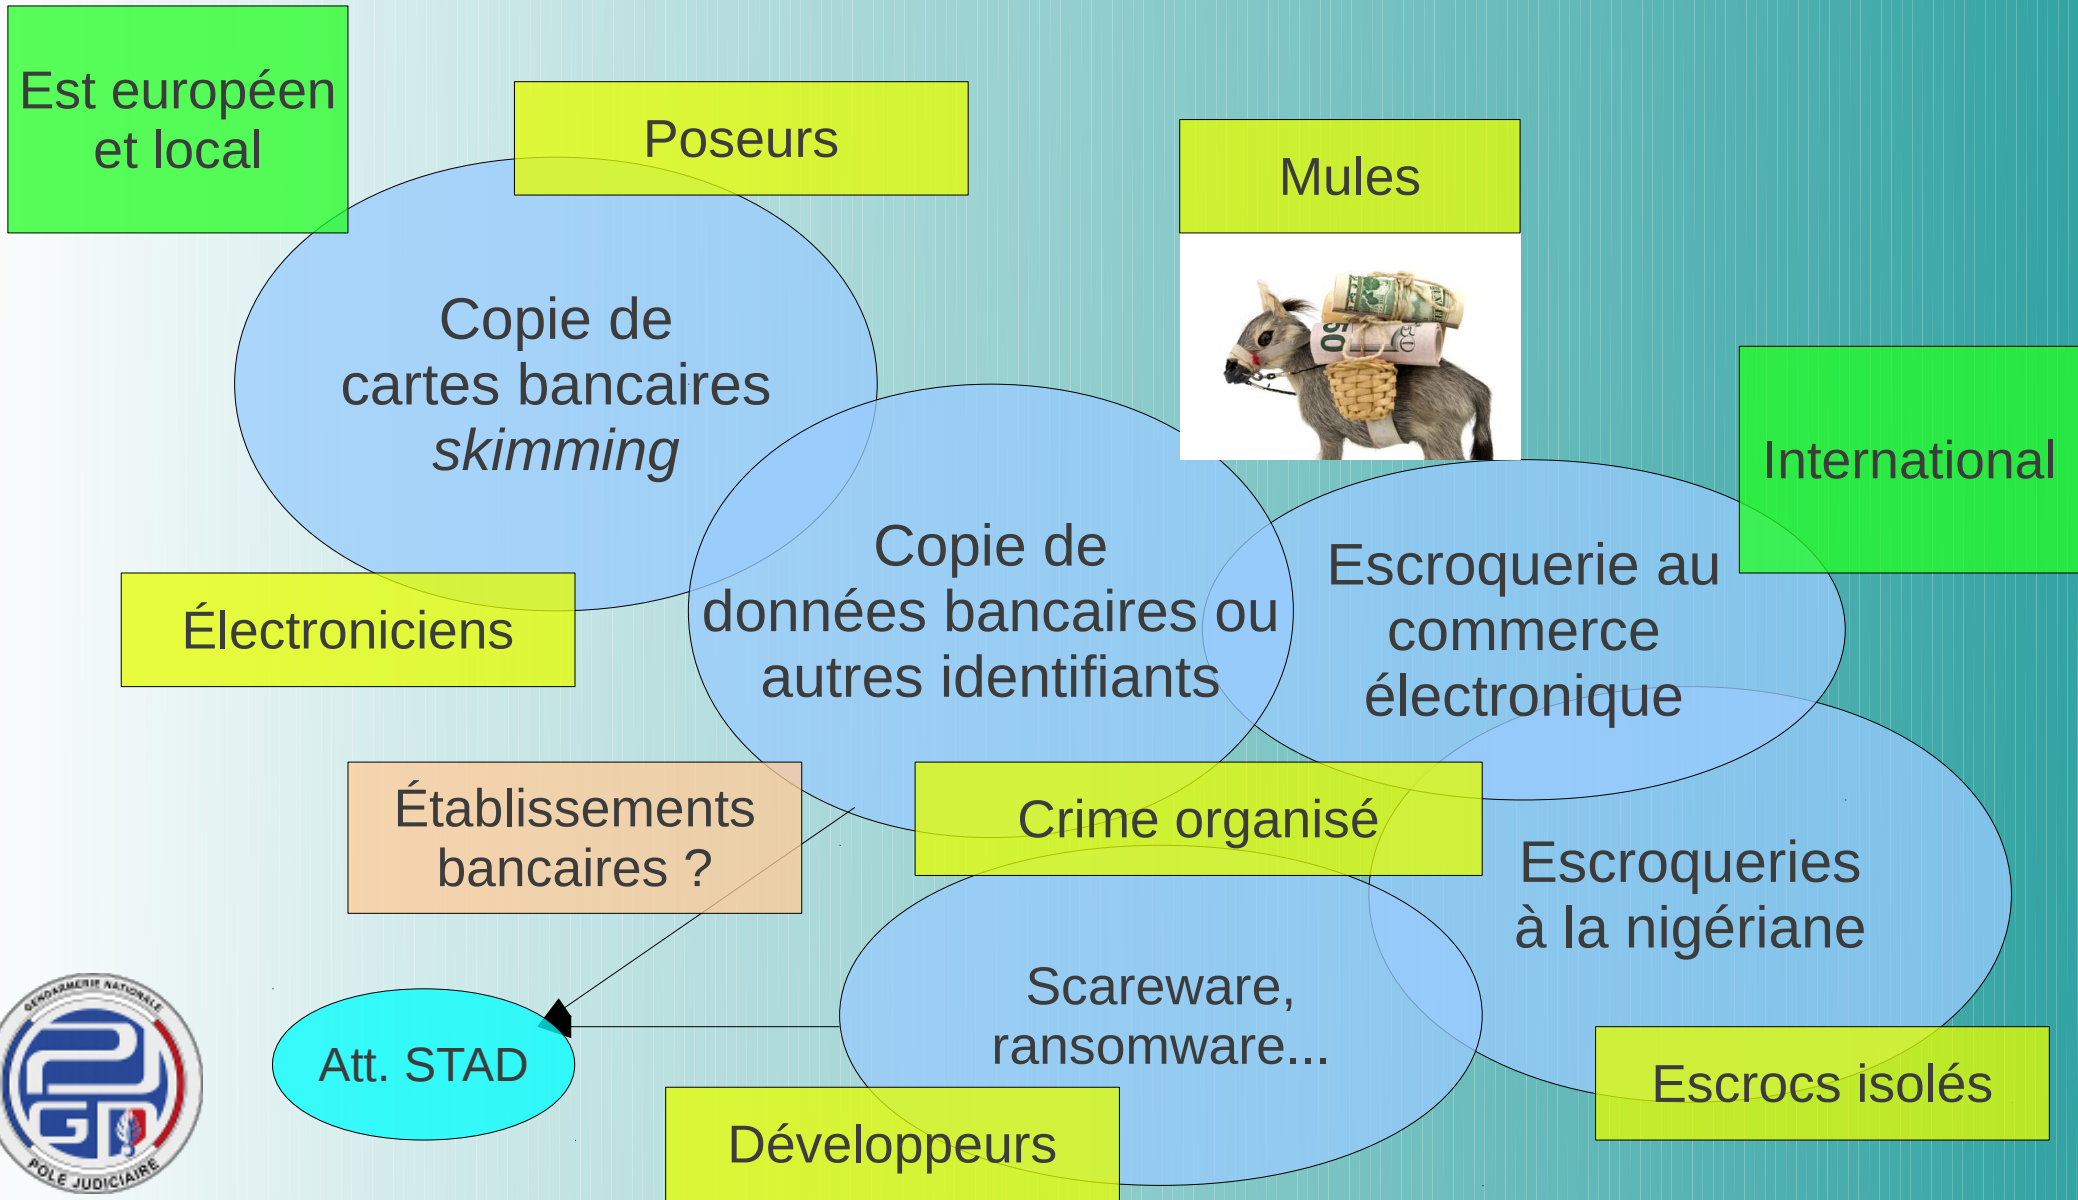 Est européen
et local
Poseurs
Mules
Copie de
cartes bancaires
skimming
International
Copie de
données bancaires ou
autres identifiants
Escroquerie au
commerce
électronique
Électroniciens
Établissements
bancaires ?
Crime organisé
Escroqueries
à la nigériane
Scareware,
ransomware...
Att. STAD
Escrocs isolés
Développeurs
GENDARMERIE NATIONALE
PJGN
PÔLE JUDICIAIRE
50